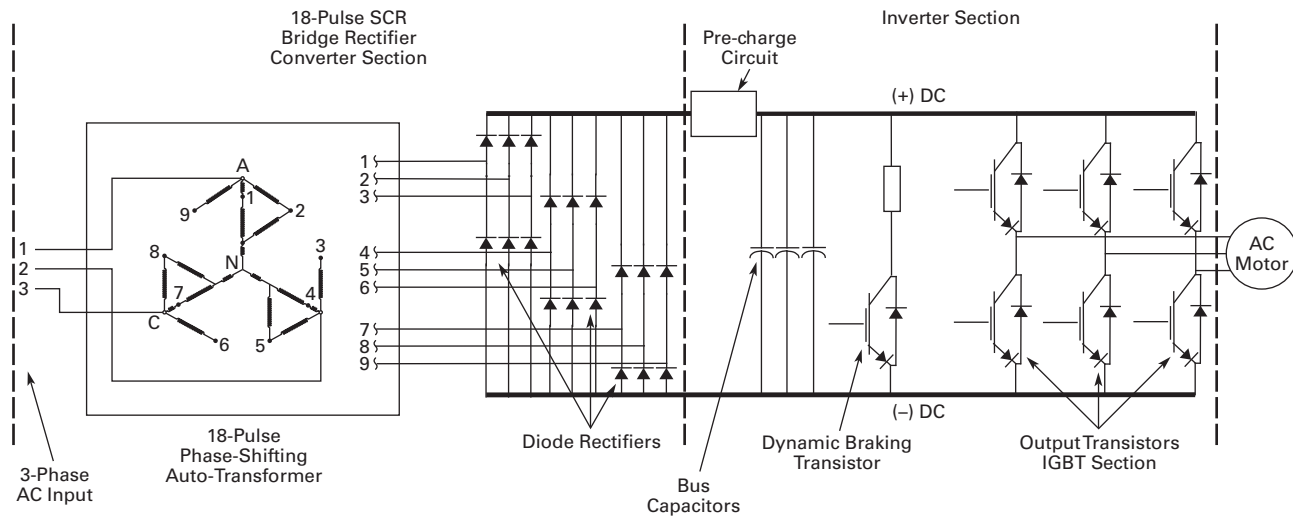 18-Pulse SCR
Bridge Rectifier
Converter Section
Inverter Section
Pre-charge
Circuit
(+) DC
A
1
2
9
N
8
7
C
6
3
4
5
1
2
3
1
2
3
4
5
6
7
8
9
AC
Motor
(–) DC
3-Phase
AC Input
18-Pulse
Phase-Shifting
Auto-Transformer
Diode Rectifiers
Bus
Capacitors
Dynamic Braking
Transistor
Output Transistors
IGBT Section